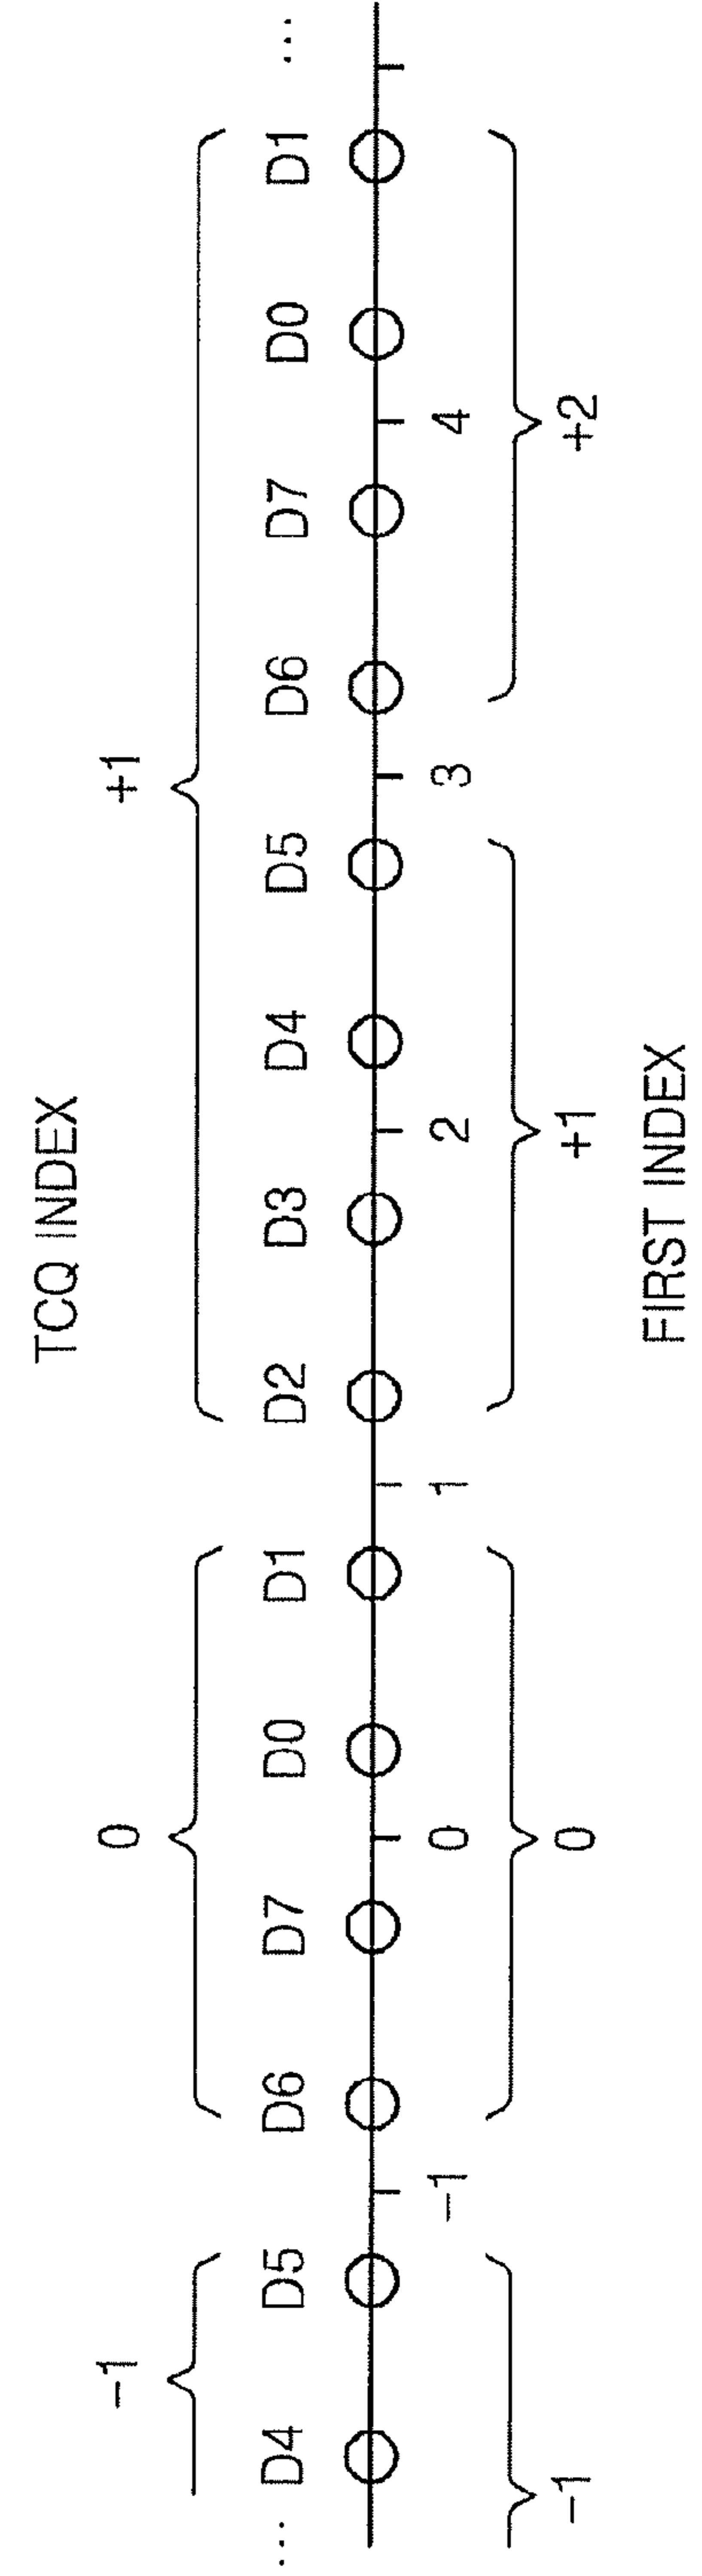 TCQ INDEX
-1 0 +1
... D4 D5 D6 D7 D0 D1 D2 D3 D4 D5 D6 D7 D0 D1 ...
-1 0 1 2 3 4
-1 0 +1 +2
FIRST INDEX